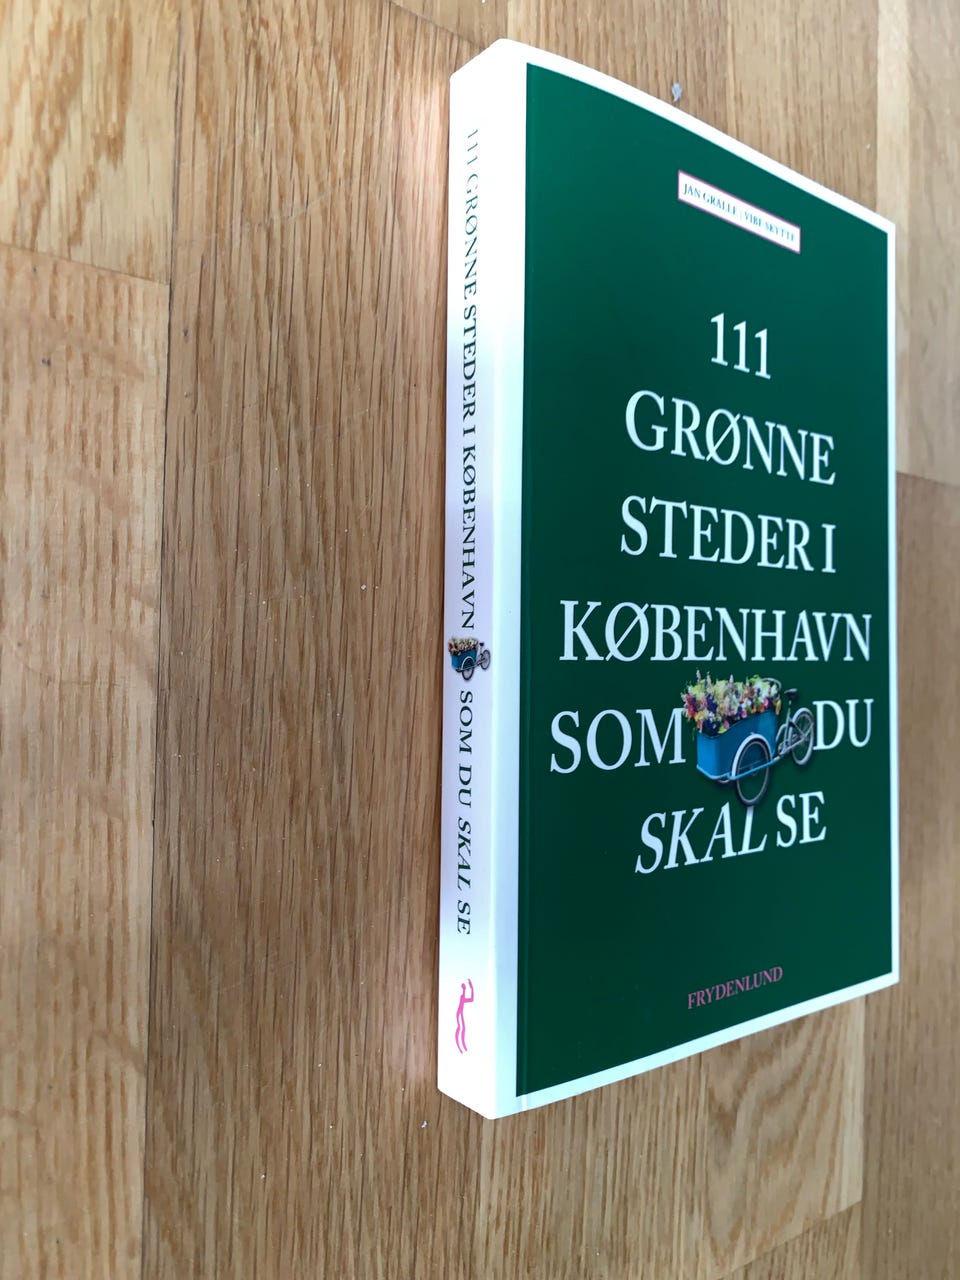 111 GRØNNE STEDER I KØBENHAVN SOM DU SKAL SE
JAN GRALLE | VIBE SKYTTE
111
GRØNNE
STEDER I
KØBENHAVN
SOM DU
SKAL SE
FRYDENLUND